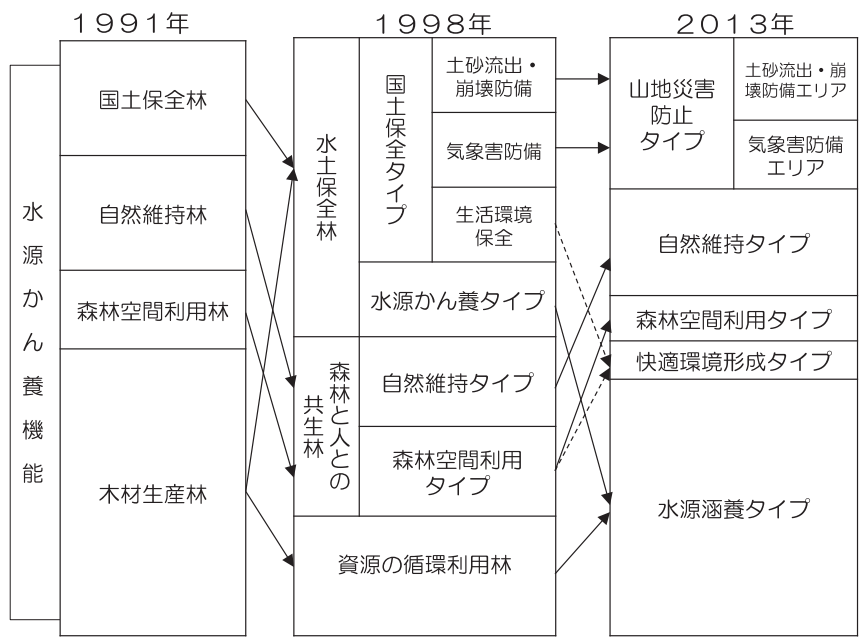 1991年
水源かん養機能
国土保全林
自然維持林
森林空間利用林
木材生産林
1998年
水土保全林
国土保全タイプ
土砂流出・
崩壊防備
気象害防備
生活環境
保全
水源かん養タイプ
森林と人との
共生林
自然維持タイプ
森林空間利用
タイプ
資源の循環利用林
2013年
山地災害
防止
タイプ
土砂流出・崩
壊防備エリア
気象害防備
エリア
自然維持タイプ
森林空間利用タイプ
快適環境形成タイプ
水源涵養タイプ